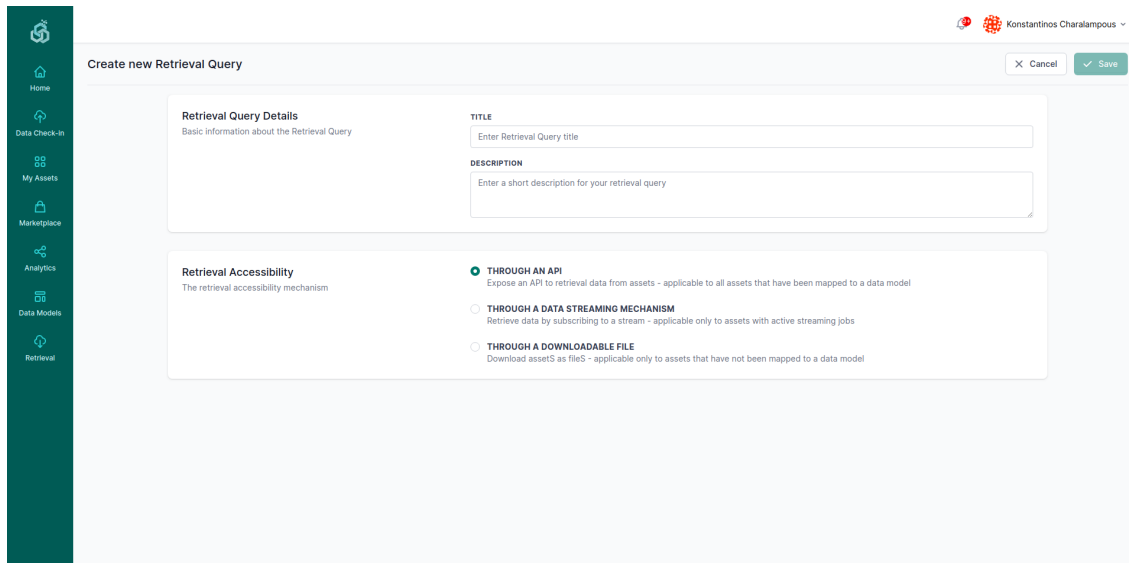 9+
Konstantinos Charalampous
Create new Retrieval Query
Cancel
Save
Home
Data Check-in
My Assets
Marketplace
Analytics
Data Models
Retrieval
Retrieval Query Details
Basic information about the Retrieval Query
TITLE
Enter Retrieval Query title
DESCRIPTION
Enter a short description for your retrieval query
Retrieval Accessibility
The retrieval accessibility mechanism
THROUGH AN API
Expose an API to retrieval data from assets - applicable to all assets that have been mapped to a data model
THROUGH A DATA STREAMING MECHANISM
Retrieve data by subscribing to a stream - applicable only to assets with active streaming jobs
THROUGH A DOWNLOADABLE FILE
Download assetS as fileS - applicable only to assets that have not been mapped to a data model